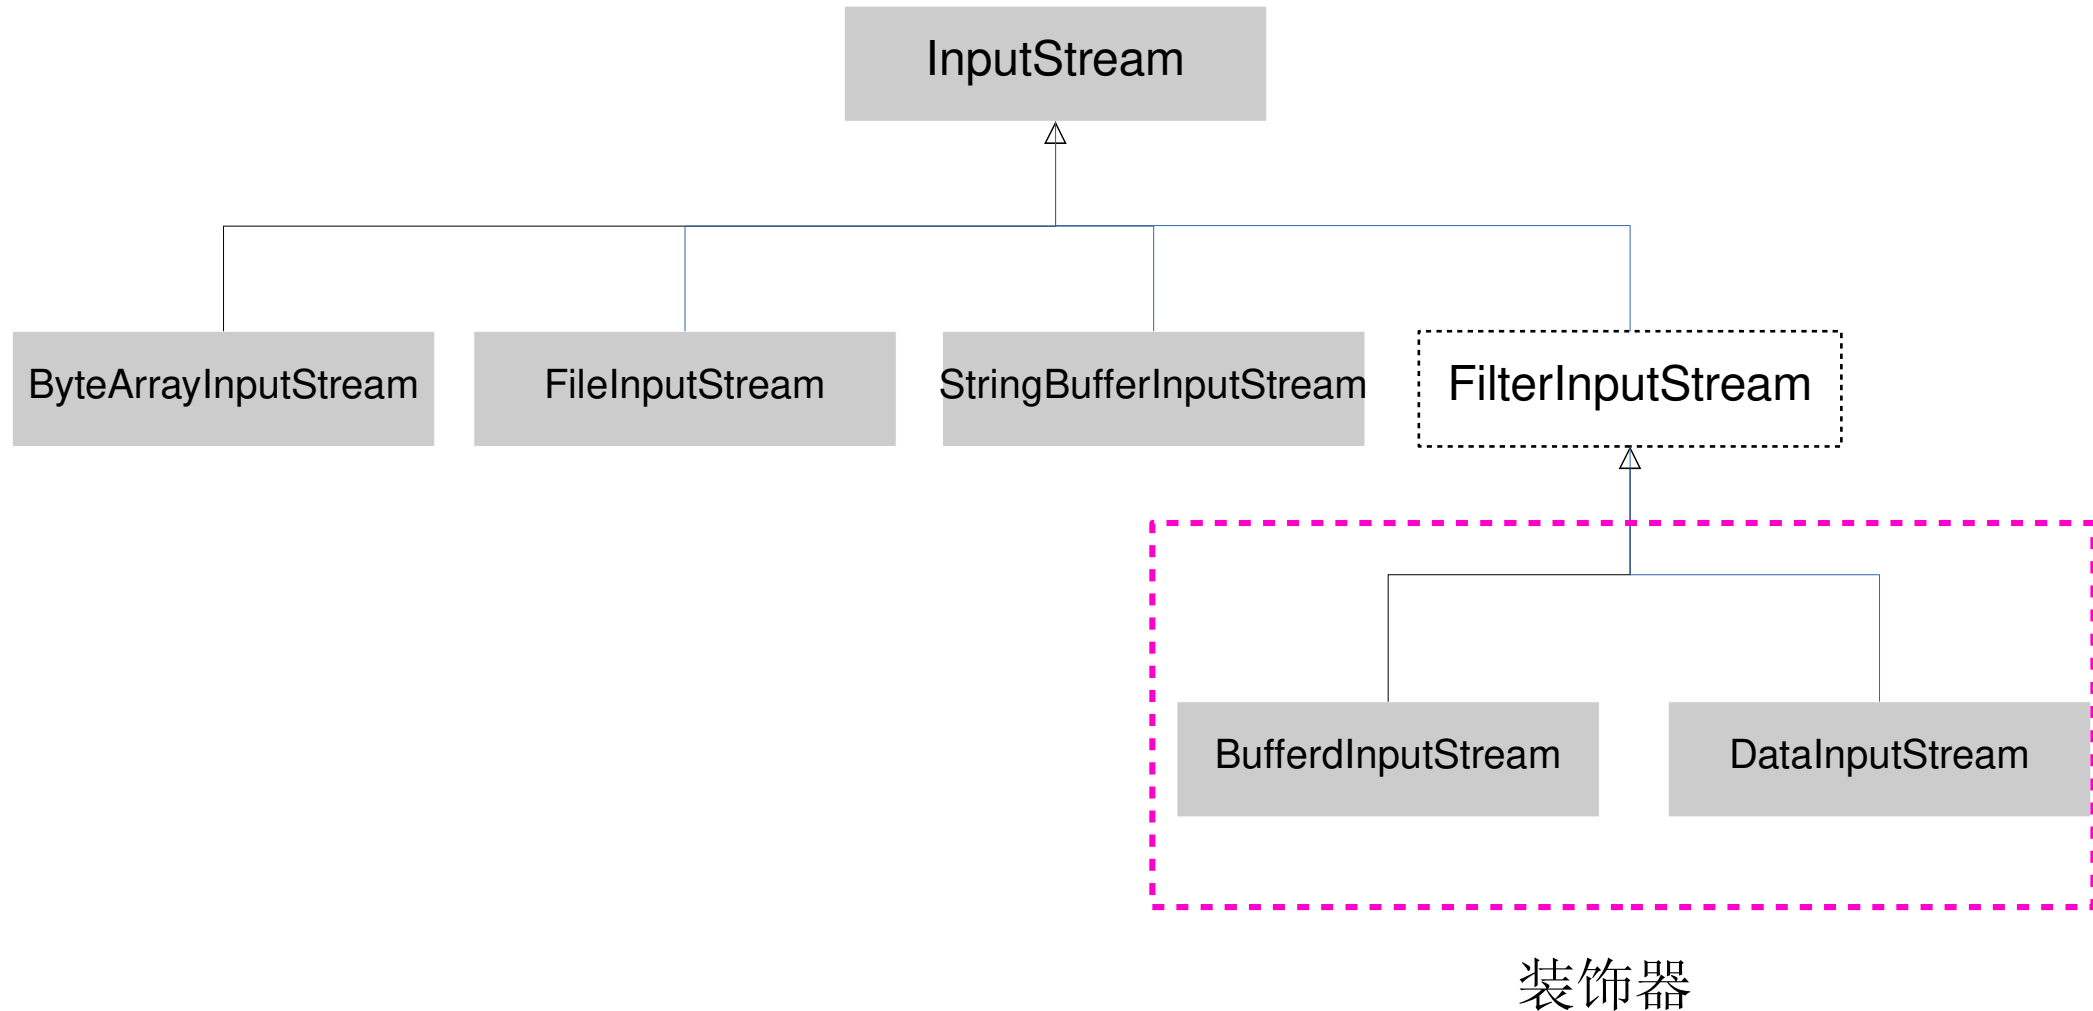 InputStream
ByteArrayInputStream
FileInputStream
StringBufferInputStream
FilterInputStream
BufferdInputStream
DataInputStream
装饰器